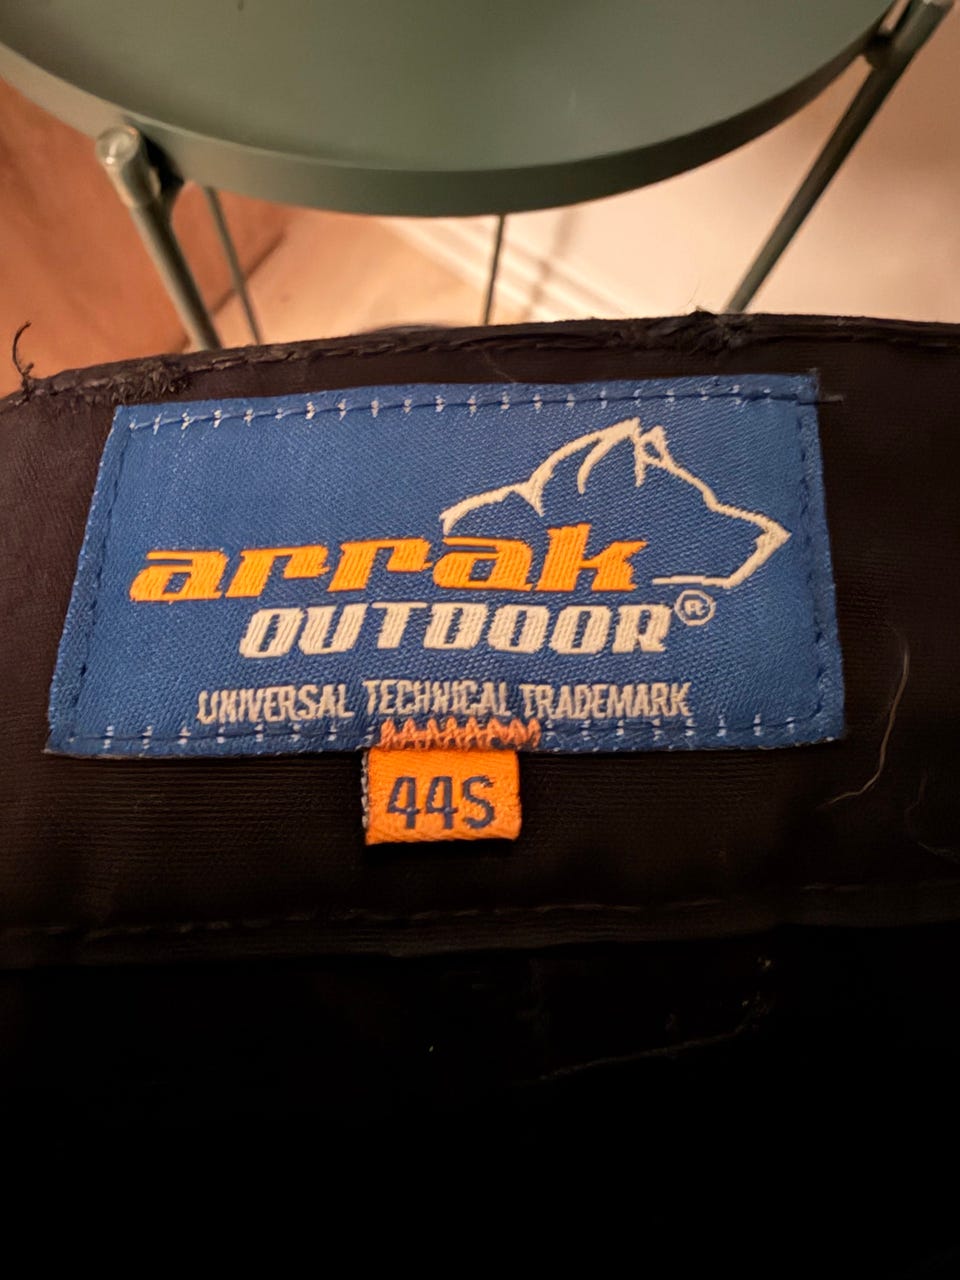 arrak
OUTDOOR®
UNIVERSAL TECHNICAL TRADEMARK
44S